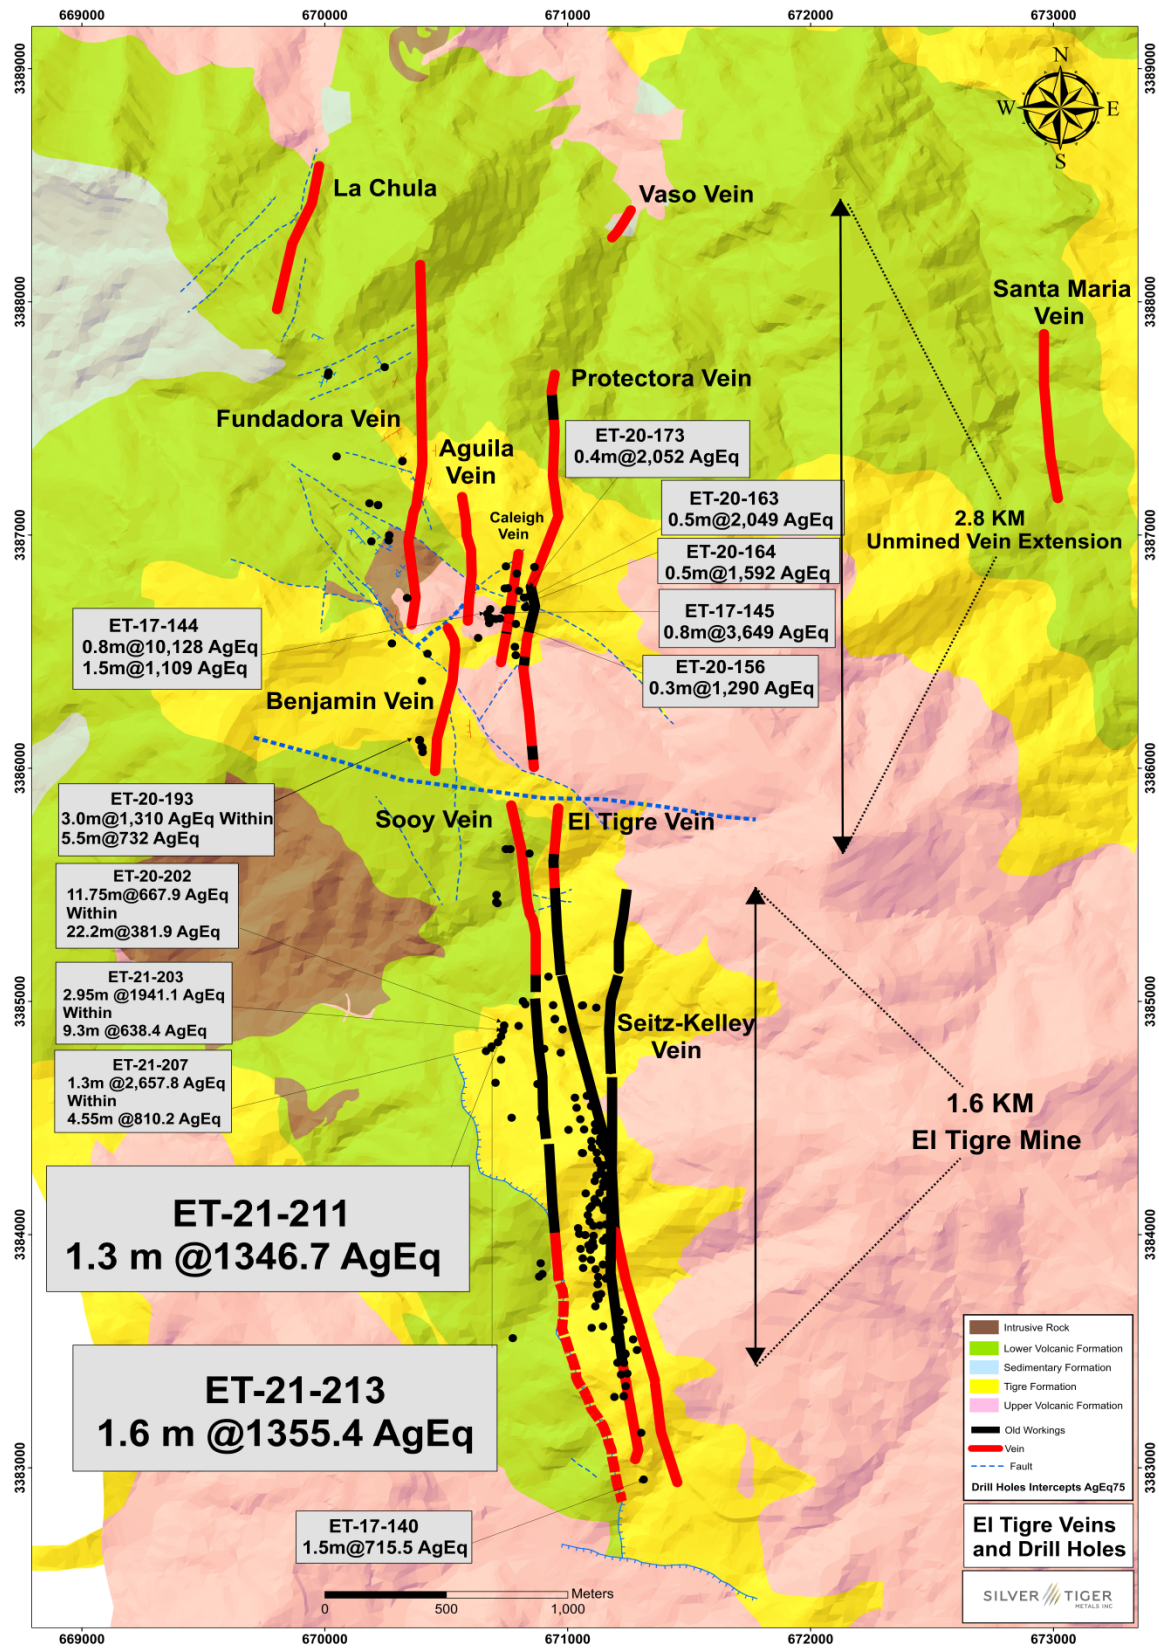 669000
670000
671000
672000
673000
3389000
3389000
N
W
E
S
La Chula
Vaso Vein
3388000
3388000
Santa Maria
Vein
Protectora Vein
Fundadora Vein
ET-20-173
0.4m@2,052 AgEq
Aguila
Vein
ET-20-163
0.5m@2,049 AgEq
Caleigh
Vein
3387000
3387000
2.8 KM
Unmined Vein Extension
ET-20-164
0.5m@1,592 AgEq
ET-17-145
0.8m@3,649 AgEq
ET-17-144
0.8m@10,128 AgEq
1.5m@1,109 AgEq
ET-20-156
0.3m@1,290 AgEq
Benjamin Vein
3386000
3386000
ET-20-193
3.0m@1,310 AgEq Within
5.5m@732 AgEq
Sooy Vein
El Tigre Vein
ET-20-202
11.75m@667.9 AgEq
Within
22.2m@381.9 AgEq
ET-21-203
2.95m @1941.1 AgEq
Within
9.3m @638.4 AgEq
3385000
3385000
Seitz-Kelley
Vein
ET-21-207
1.3m @2,657.8 AgEq
Within
4.55m @810.2 AgEq
1.6 KM
El Tigre Mine
ET-21-211
1.3 m @1346.7 AgEq
3384000
3384000
ET-21-213
1.6 m @1355.4 AgEq
Intrusive Rock
Lower Volcanic Formation
Sedimentary Formation
Tigre Formation
Upper Volcanic Formation
Old Workings
Vein
Fault
Drill Holes Intercepts AgEq75
3383000
3383000
ET-17-140
1.5m@715.5 AgEq
El Tigre Veins
and Drill Holes
Meters
0
500
1,000
SILVER TIGER
METALS INC
669000
670000
671000
672000
673000